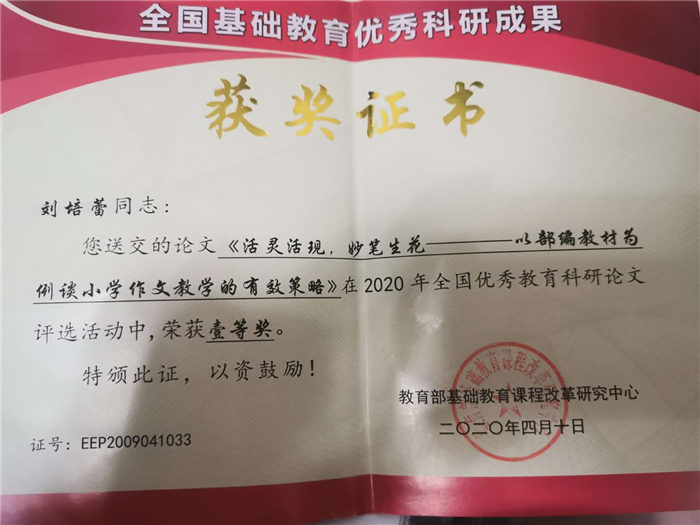 全国基础教育优秀科研成果
获奖证书
刘培蕾同志：
您送交的论文《活灵活现，妙笔生花————以部编教材为
例谈小学作文教学的有效策略》在2020年全国优秀教育科研论文
评选活动中，荣获壹等奖。
特颁此证，以资鼓励！
教育部基础教育课程改革研究中心
二〇二〇年四月十日
证号：EEP2009041033